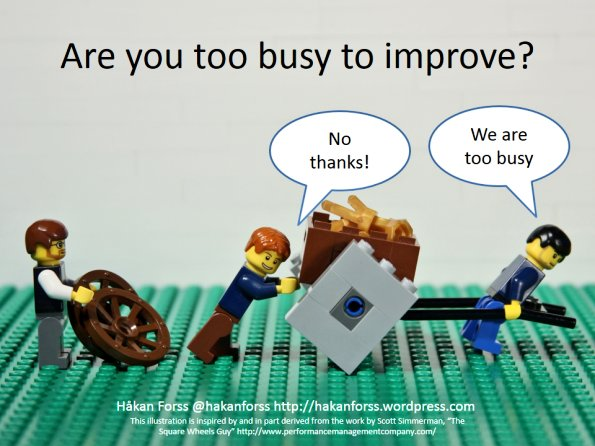 Are you too busy to improve?
No
thanks!
We are
too busy
Håkan Forss @hakanforss http://hakanforss.wordpress.com
This illustration is inspired by and in part derived from the work by Scott Simmerman, "The
Square Wheels Guy" http://www.performancemanagementcompany.com/